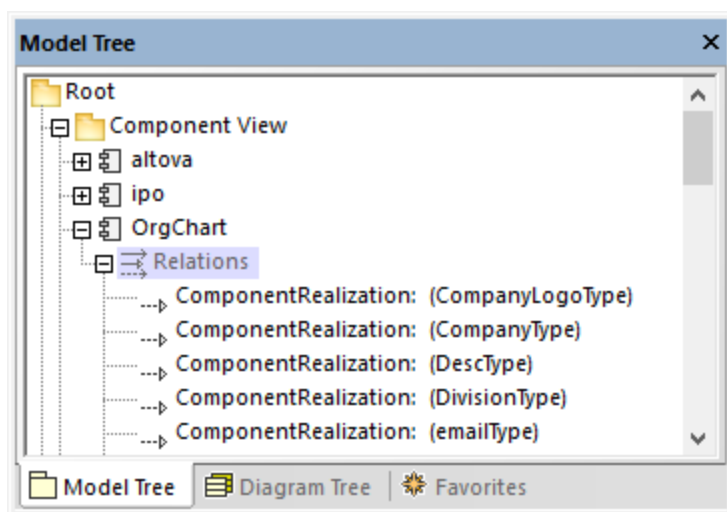 Model Tree
Root
Component View
altova
ipo
OrgChart
Relations
ComponentRealization: (CompanyLogoType)
ComponentRealization: (CompanyType)
ComponentRealization: (DescType)
ComponentRealization: (DivisionType)
ComponentRealization: (emailType)
Model Tree Diagram Tree Favorites